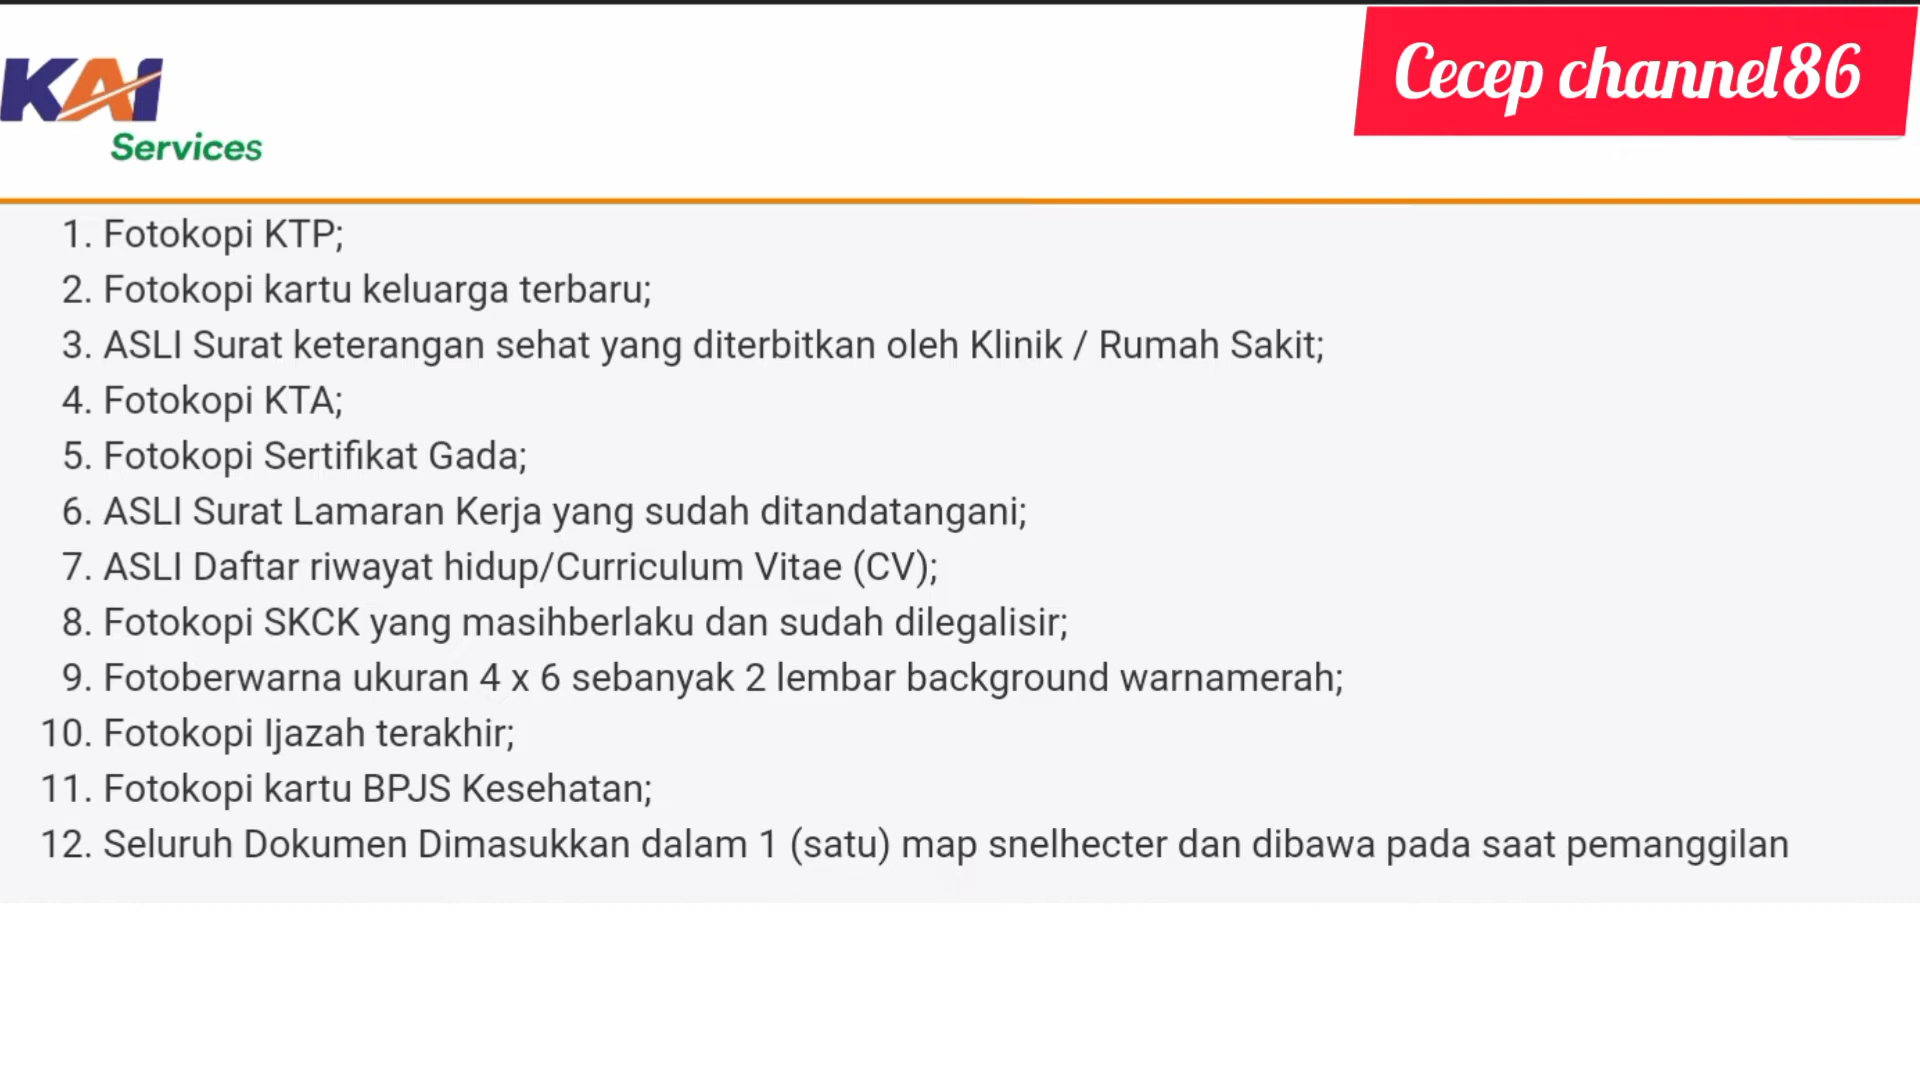 KAI
Services
Cecep channel86
1. Fotokopi KTP;
2. Fotokopi kartu keluarga terbaru;
3. ASLI Surat keterangan sehat yang diterbitkan oleh Klinik / Rumah Sakit;
4. Fotokopi KTA;
5. Fotokopi Sertifikat Gada;
6. ASLI Surat Lamaran Kerja yang sudah ditandatangani;
7. ASLI Daftar riwayat hidup/Curriculum Vitae (CV);
8. Fotokopi SKCK yang masihberlaku dan sudah dilegalisir;
9. Fotoberwarna ukuran 4 x 6 sebanyak 2 lembar background warnamerah;
10. Fotokopi Ijazah terakhir;
11. Fotokopi kartu BPJS Kesehatan;
12. Seluruh Dokumen Dimasukkan dalam 1 (satu) map snelhecter dan dibawa pada saat pemanggilan